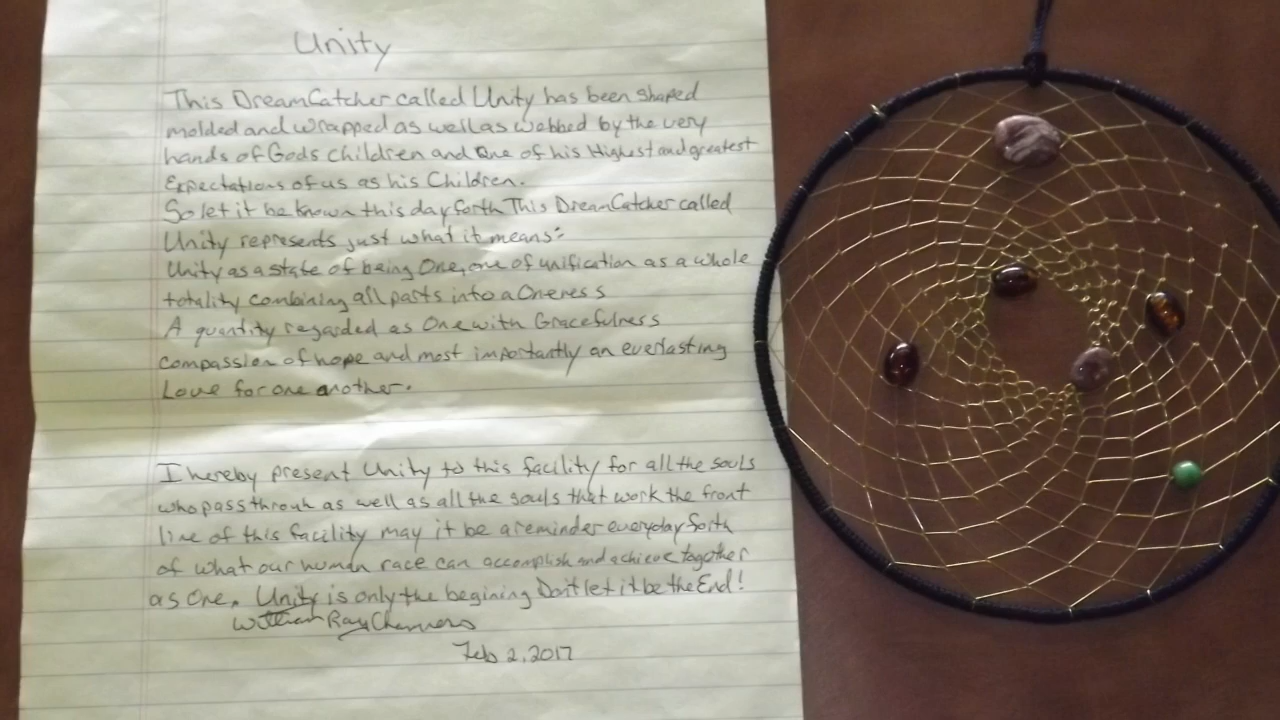 Unity
This DreamCatcher called Unity has been shaped
molded and wrapped as well as webbed by the very
hands of Gods children and One of his Highest and greatest
Expectations of us as his Children.
So let it be known this day forth This DreamCatcher called
Unity represents just what it means:
Unity as a state of being One, one of unification as a whole
totality combining all parts into a Oneness
A quantity regarded as One with Gracefulness
compassion of hope and most importantly an everlasting
Love for one another.
I hereby present Unity to this facility for all the souls
who pass throuh as well as all the souls that work the front
line of this facility may it be a reminder everyday forth
of what our human race can accomplish and achieve together
as One. Unity is only the begining Don't let it be the End!
William Ray
Feb 2, 2017